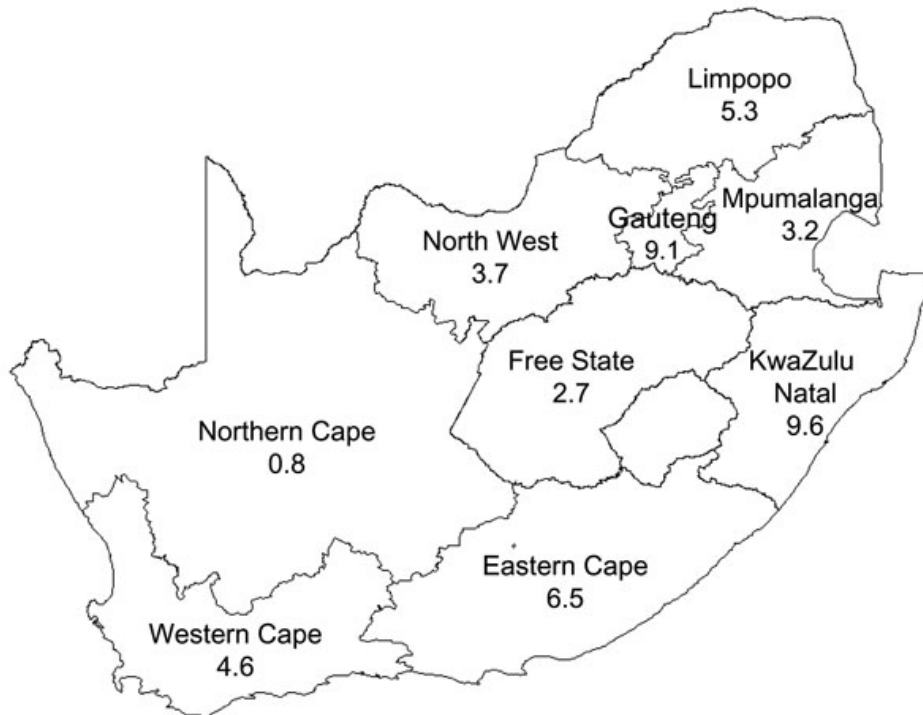 Limpopo
5.3
Mpumalanga
3.2
Gauteng
9.1
North West
3.7
Free State
2.7
KwaZulu
Natal
9.6
Northern Cape
0.8
Eastern Cape
6.5
Western Cape
4.6